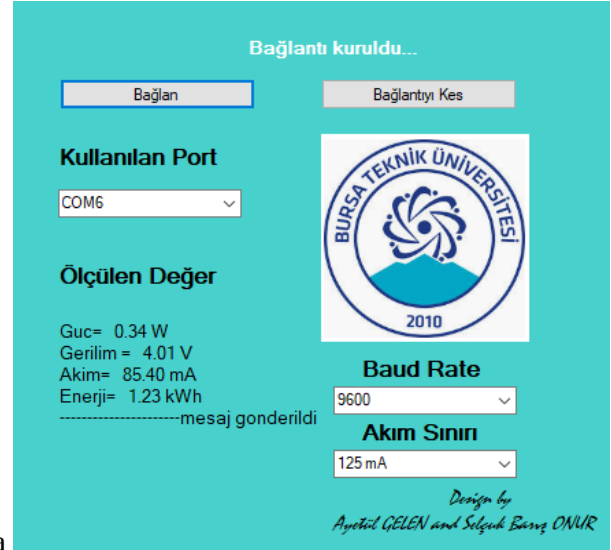 Bağlantı kuruldu...
Bağlan
Bağlantıyı Kes
Kullanılan Port
COM6
BURSA TEKNİK ÜNİVERSİTESİ
2010
Ölçülen Değer
Guc= 0.34 W
Gerilim = 4.01 V
Akim= 85.40 mA
Enerji= 1.23 kWh
----------------------mesaj gonderildi
Baud Rate
9600
Akım Sınırı
125 mA
Design by
Ayetül GELEN and Selçuk Barış ONUR
a